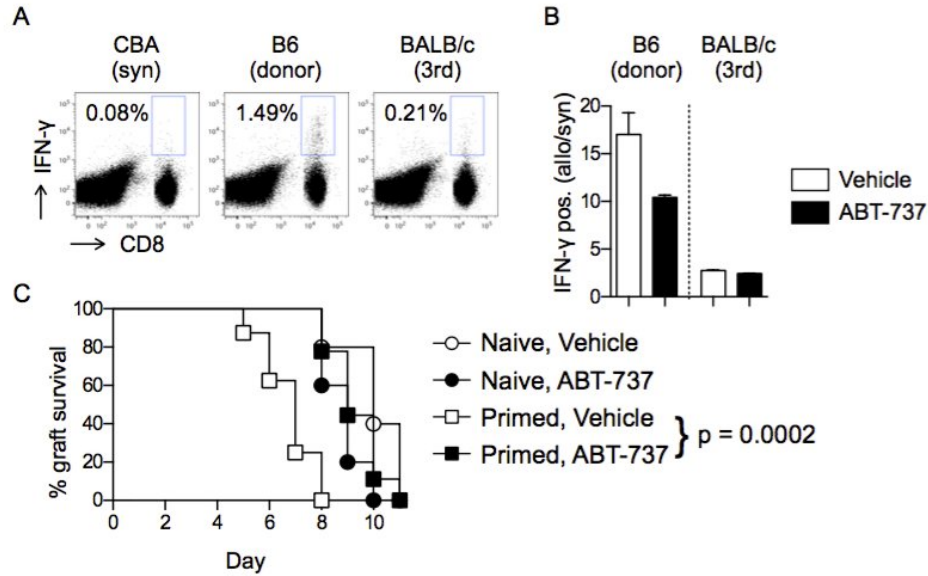 A
CBA
(syn)
B6
(donor)
BALB/c
(3rd)
0.08%
1.49%
0.21%
→ IFN-γ
→ CD8
B
B6
(donor)
BALB/c
(3rd)
IFN-γ pos. (allo/syn)
20
15
10
5
0
Vehicle
ABT-737
C
% graft survival
100
80
60
40
20
0
0 2 4 6 8 10
Day
Naive, Vehicle
Naive, ABT-737
Primed, Vehicle
Primed, ABT-737
} p = 0.0002